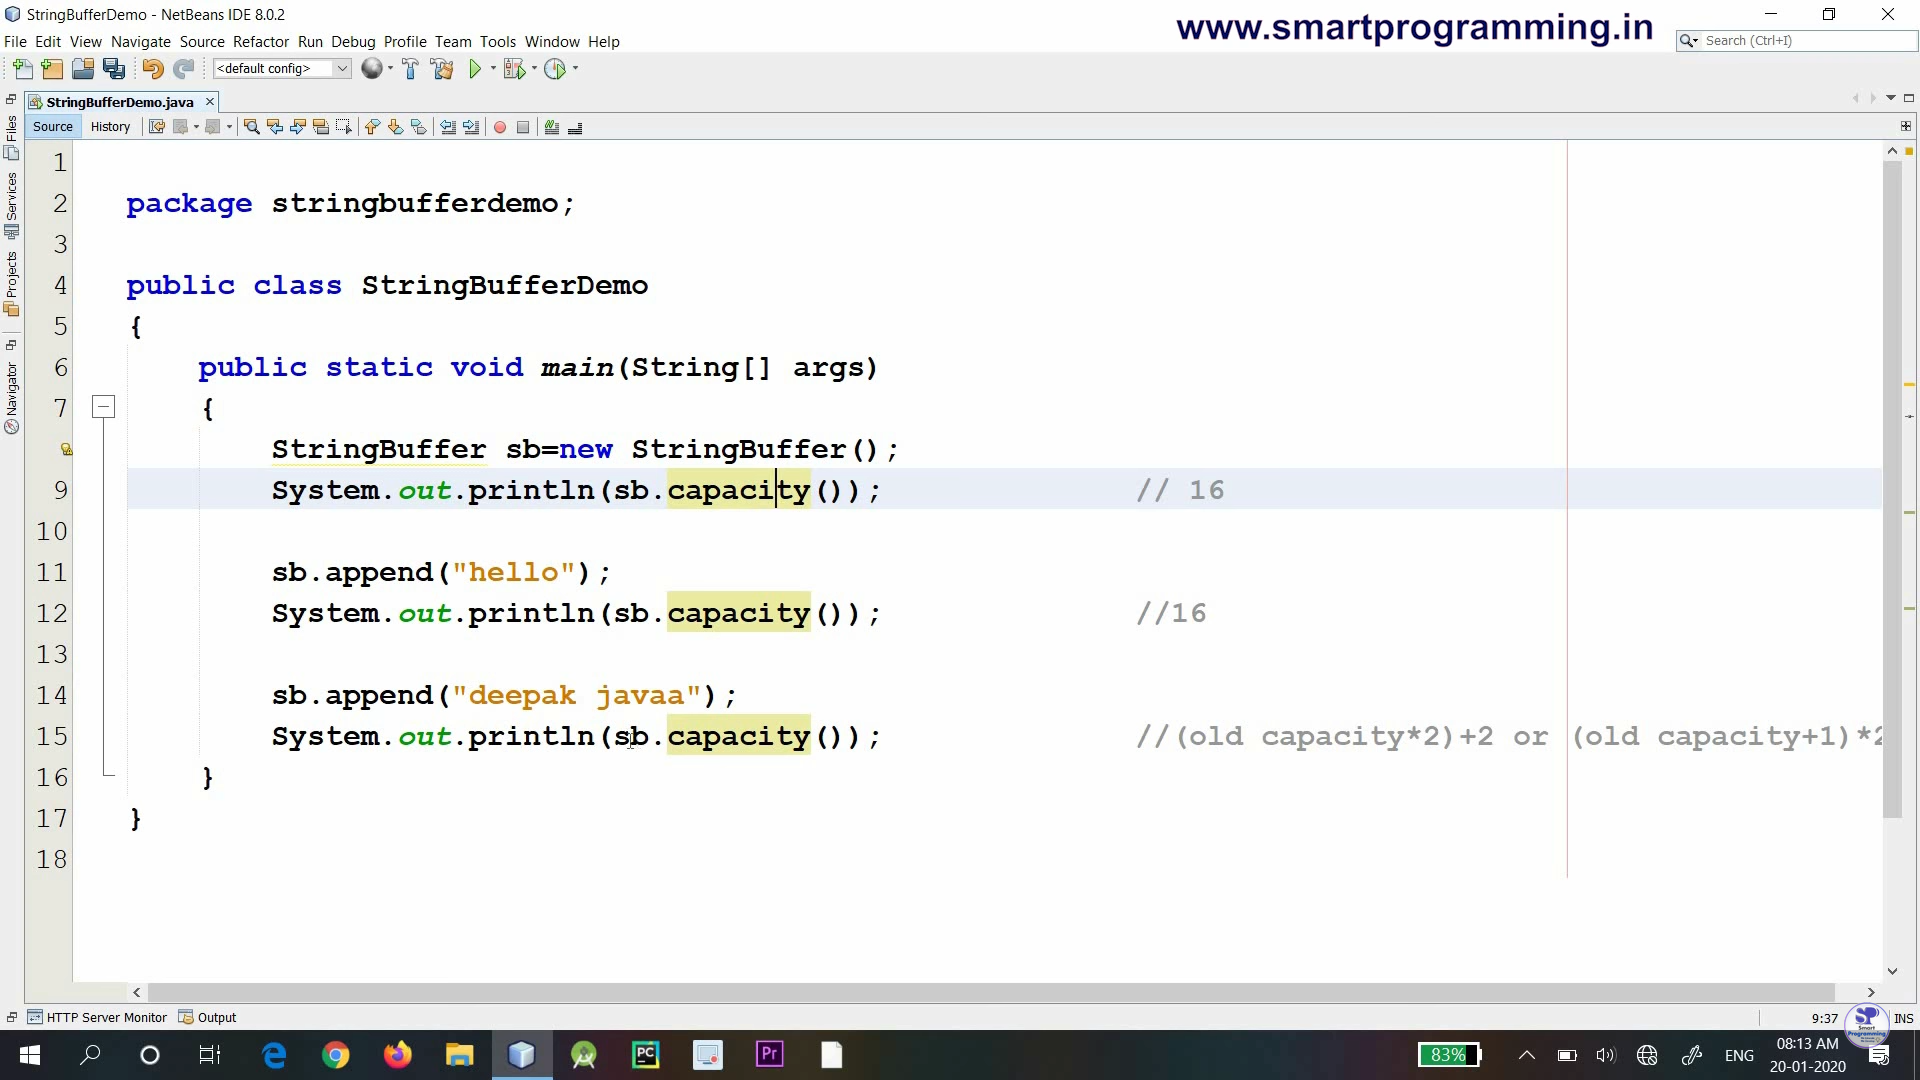 StringBufferDemo - NetBeans IDE 8.0.2
www.smartprogramming.in
File Edit View Navigate Source Refactor Run Debug Profile Team Tools Window Help
Search (Ctrl+I)
<default config>
StringBufferDemo.java
Source History
Files
Services
Projects
Navigator
1
2 package stringbufferdemo;
3
4 public class StringBufferDemo
5 {
6 public static void main(String[] args)
7 {
StringBuffer sb=new StringBuffer();
9 System.out.println(sb.capacity()); // 16
10
11 sb.append("hello");
12 System.out.println(sb.capacity()); //16
13
14 sb.append("deepak javaa");
15 System.out.println(sb.capacity()); //(old capacity*2)+2 or (old capacity+1)*2
16 }
17 }
18
HTTP Server Monitor Output
9:37 INS
SP
Smart
Programming
PC
Pr
83%
ENG
08:13 AM
20-01-2020